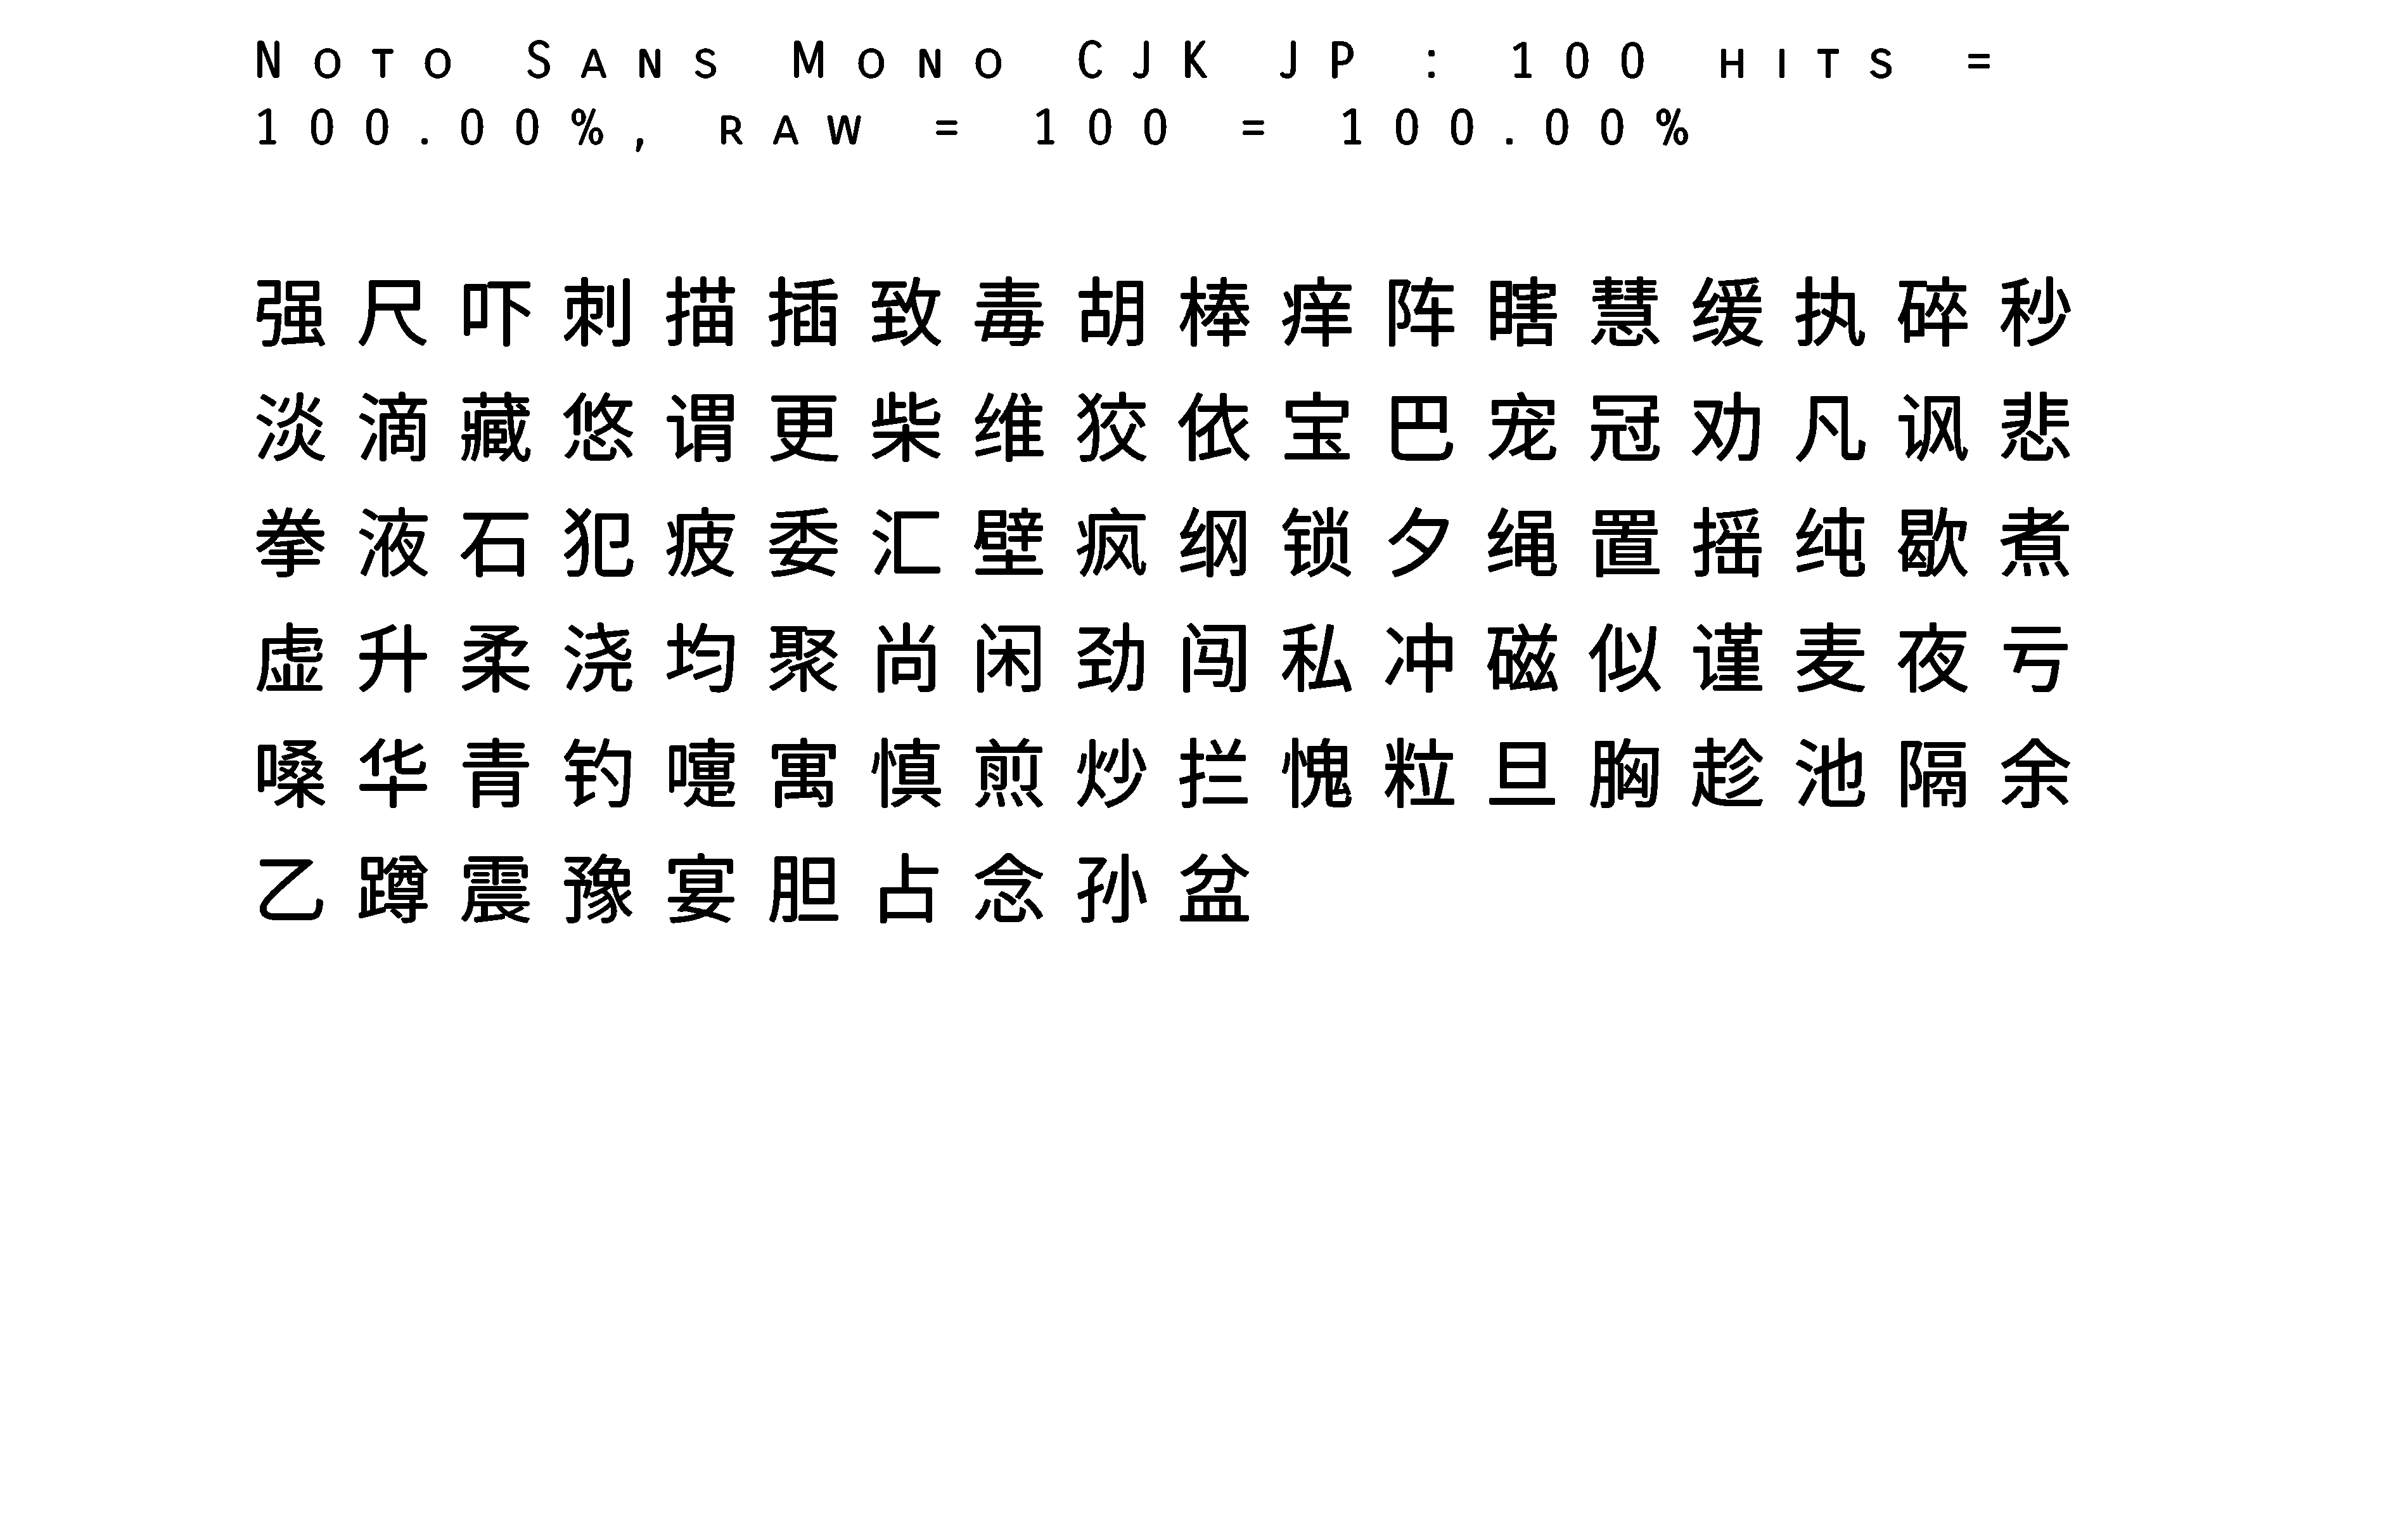 Noto Sans Mono CJK JP : 100 hits =
100.00%, raw = 100 = 100.00%
强尺吓刺描插致毒胡棒痒阵瞎慧缓执碎秒
淡滴藏悠谓更柴维狡依宝巴宠冠劝凡讽悲
拳液石犯疲委汇壁疯纲锁夕绳置摇纯歇煮
虚升柔浇均聚尚闲劲闯私冲磁似谨麦夜亏
嗓华青钓嚏寓慎煎炒拦愧粒旦胸趁池隔余
乙蹲震豫宴胆占念孙盆